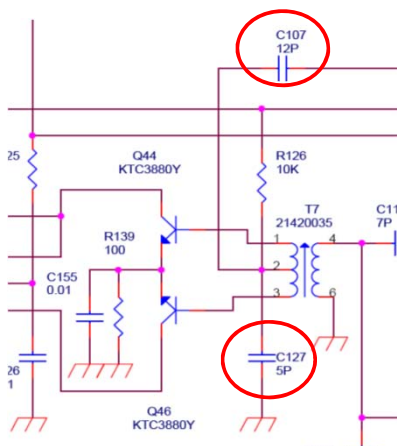 C107
12P
Q44
KTC3880Y
25
R126
10K
T7
21420035
C11
7P
R139
100
1
4
C155
0.01
2
3
6
26
1
C127
5P
Q46
KTC3880Y